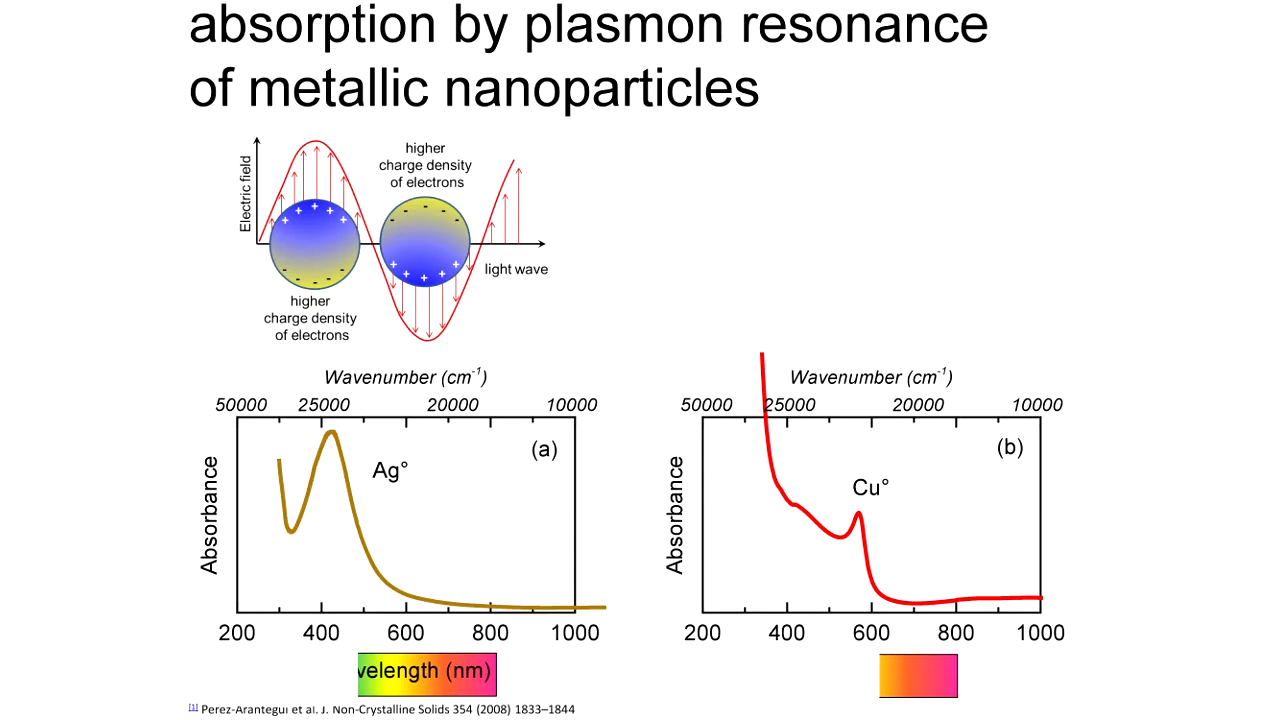 absorption by plasmon resonance
of metallic nanoparticles
Electric field
higher
charge density
of electrons
+ + + + +
- - - - -
- - - - -
+ + + + +
light wave
higher
charge density
of electrons
Wavenumber (cm⁻¹)
50000 25000 20000 10000
(a)
Ag°
Absorbance
200 400 600 800 1000
velength (nm)
Wavenumber (cm⁻¹)
50000 25000 20000 10000
(b)
Cu°
Absorbance
200 400 600 800 1000
[1] Perez-Arantegui et al. J. Non-Crystalline Solids 354 (2008) 1833–1844